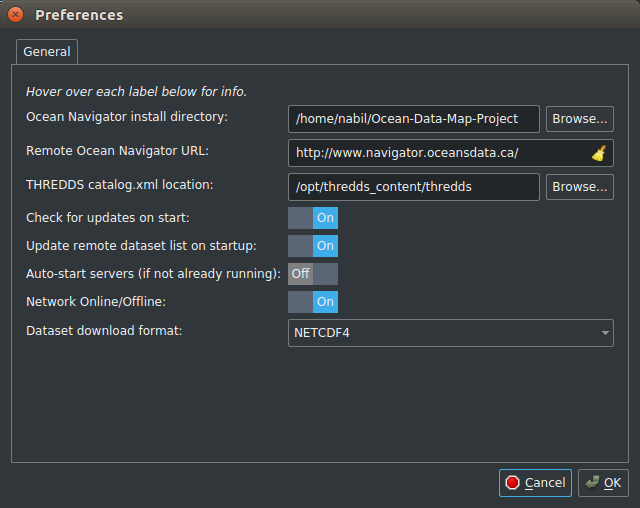 Preferences
General
Hover over each label below for info.
Ocean Navigator install directory: /home/nabil/Ocean-Data-Map-Project Browse...
Remote Ocean Navigator URL: http://www.navigator.oceansdata.ca/
THREDDS catalog.xml location: /opt/thredds_content/thredds Browse...
Check for updates on start: On
Update remote dataset list on startup: On
Auto-start servers (if not already running): Off
Network Online/Offline: On
Dataset download format: NETCDF4
Cancel OK